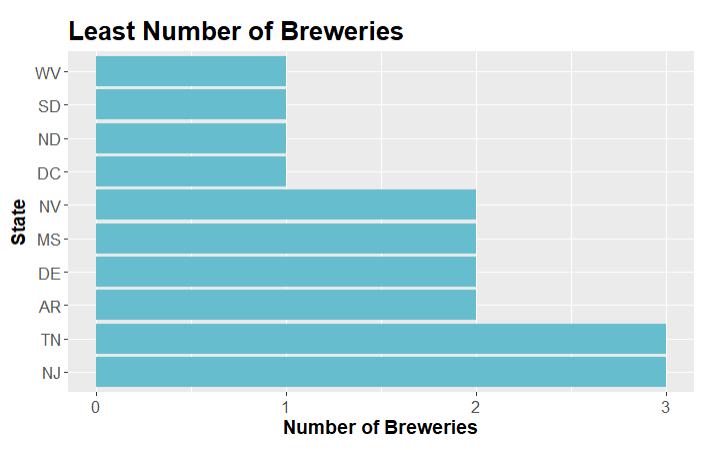 Least Number of Breweries
WV
SD
ND
DC
NV
MS
DE
AR
TN
NJ
State
0 1 2 3
Number of Breweries